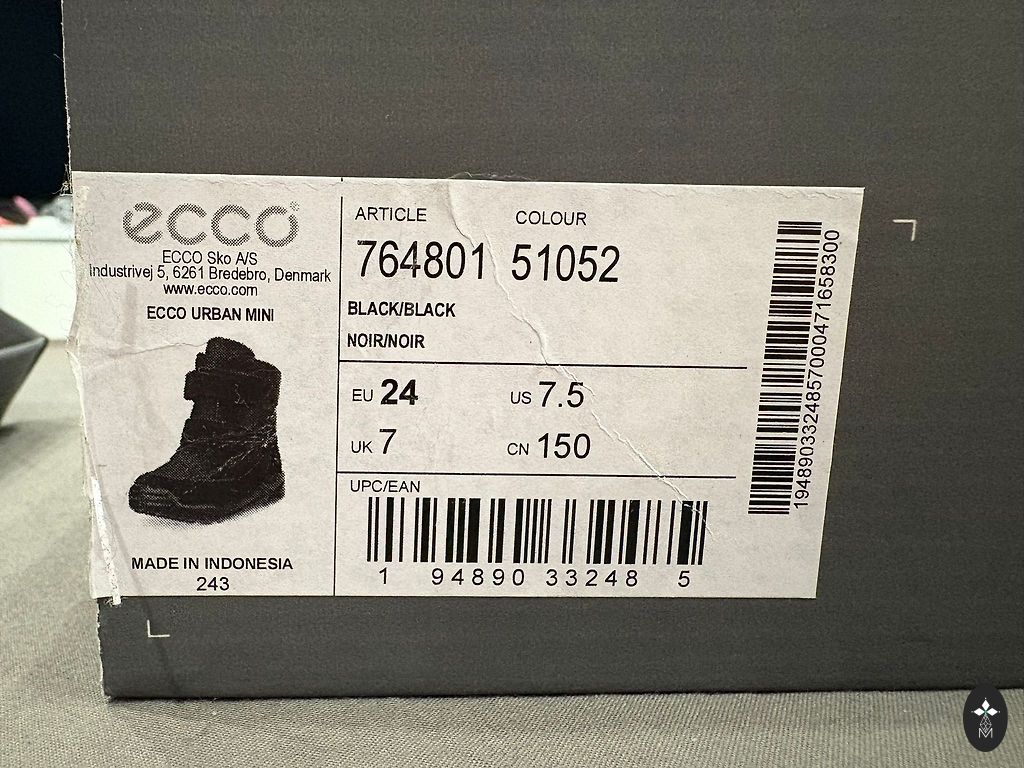 ecco®
ECCO Sko A/S
Industrivej 5, 6261 Bredebro, Denmark
www.ecco.com
ECCO URBAN MINI
MADE IN INDONESIA
243
ARTICLE COLOUR
764801 51052
BLACK/BLACK
NOIR/NOIR
EU 24 US 7.5
UK 7 CN 150
UPC/EAN
1 94890 33248 5
194890332485700047165830​0
M